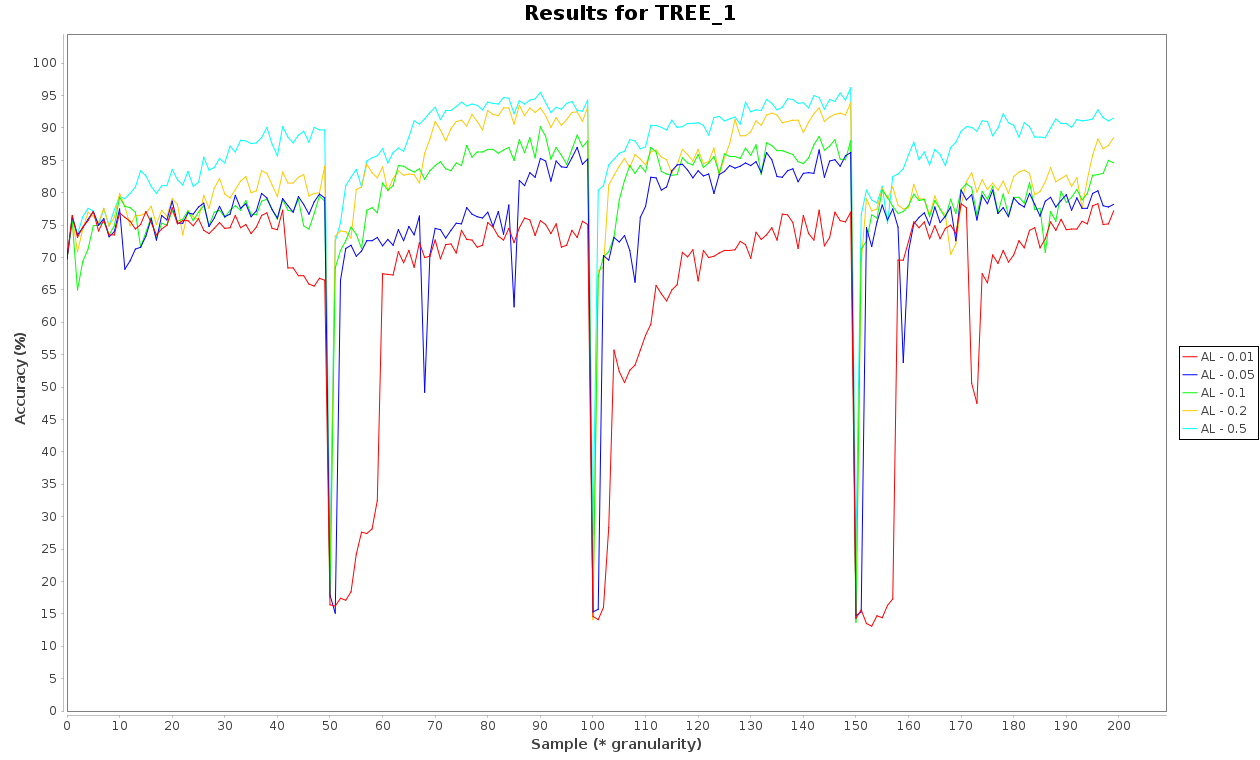 Results for TREE_1
100
95
90
85
80
75
70
65
60
55
50
45
40
35
30
25
20
15
10
5
0
Accuracy (%)
0 10 20 30 40 50 60 70 80 90 100 110 120 130 140 150 160 170 180 190 200
Sample (* granularity)
AL - 0.01
AL - 0.05
AL - 0.1
AL - 0.2
AL - 0.5